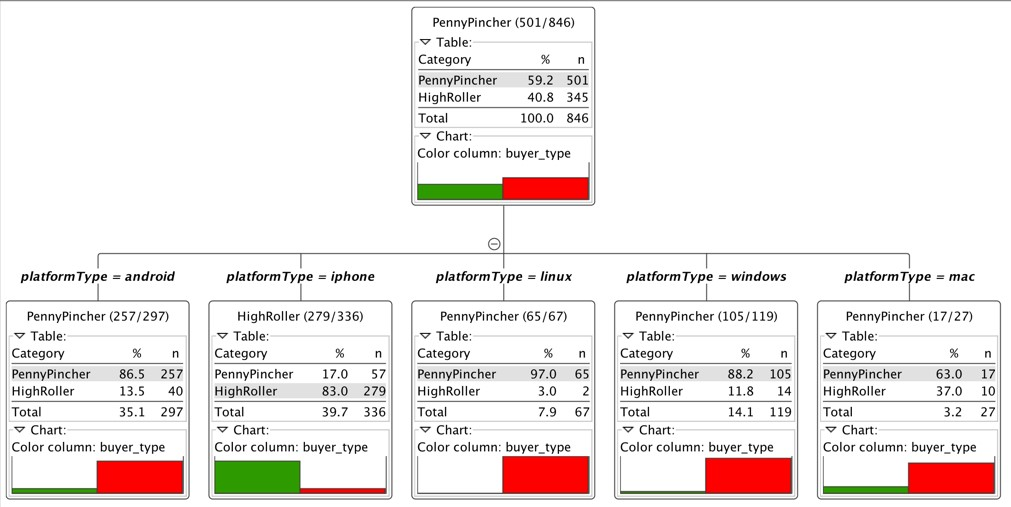 PennyPincher (501/846)
Table:
Category % n
PennyPincher 59.2 501
HighRoller 40.8 345
Total 100.0 846
Chart:
Color column: buyer_type
platformType = android
PennyPincher (257/297)
Table:
Category % n
PennyPincher 86.5 257
HighRoller 13.5 40
Total 35.1 297
Chart:
Color column: buyer_type
platformType = iphone
HighRoller (279/336)
Table:
Category % n
PennyPincher 17.0 57
HighRoller 83.0 279
Total 39.7 336
Chart:
Color column: buyer_type
platformType = linux
PennyPincher (65/67)
Table:
Category % n
PennyPincher 97.0 65
HighRoller 3.0 2
Total 7.9 67
Chart:
Color column: buyer_type
platformType = windows
PennyPincher (105/119)
Table:
Category % n
PennyPincher 88.2 105
HighRoller 11.8 14
Total 14.1 119
Chart:
Color column: buyer_type
platformType = mac
PennyPincher (17/27)
Table:
Category % n
PennyPincher 63.0 17
HighRoller 37.0 10
Total 3.2 27
Chart:
Color column: buyer_type